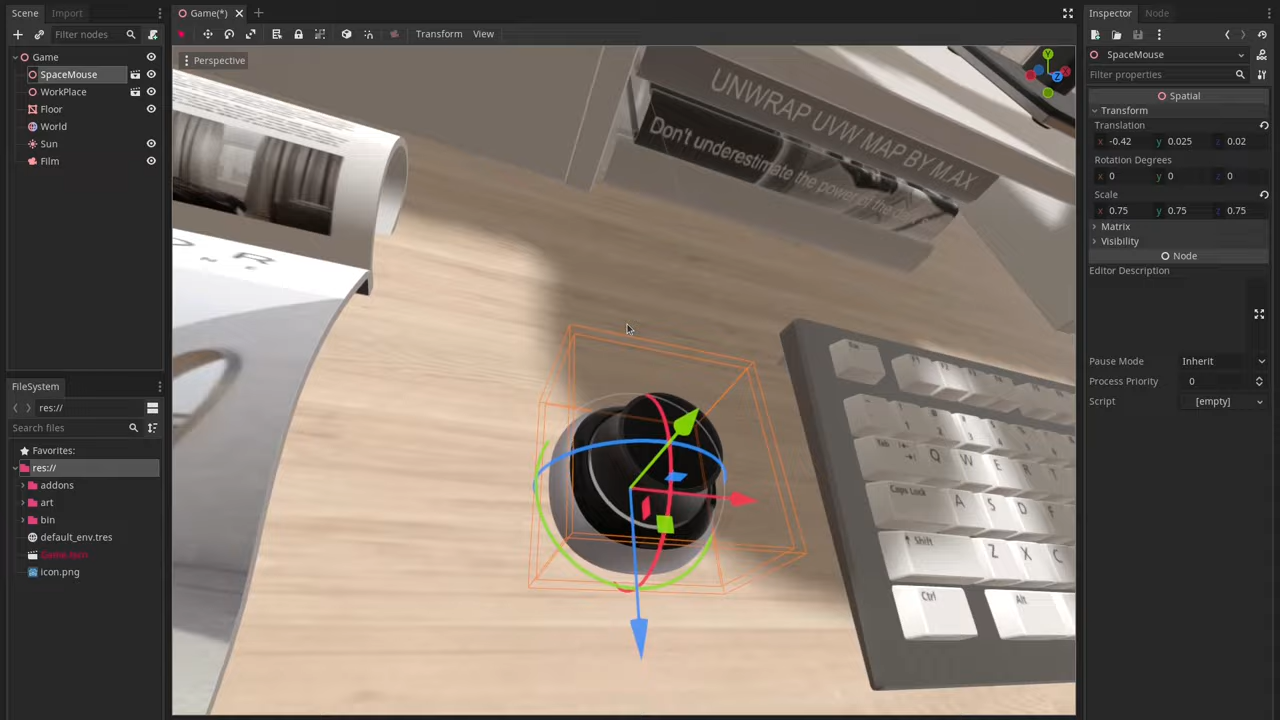 Scene
Import
Game(*)
Inspector
Node
Filter nodes
Transform
View
Game
SpaceMouse
WorkPlace
Floor
World
Sun
Film
Perspective
UNWRAP UVW MAP BY M.AX
Don't underestimate the power of the
SpaceMouse
Filter properties
Spatial
Transform
Translation
x -0.42 y 0.025 z 0.02
Rotation Degrees
x 0 y 0 z 0
Scale
x 0.75 y 0.75 z 0.75
Matrix
Visibility
Node
Editor Description
Pause Mode Inherit
Process Priority 0
Script [empty]
FileSystem
res://
Search files
Favorites:
res://
addons
art
bin
default_env.tres
Game.tscn
icon.png
R
Esc
Tab Q W E R T
Caps Lock A S D F
Shift Z X C
Ctrl Alt